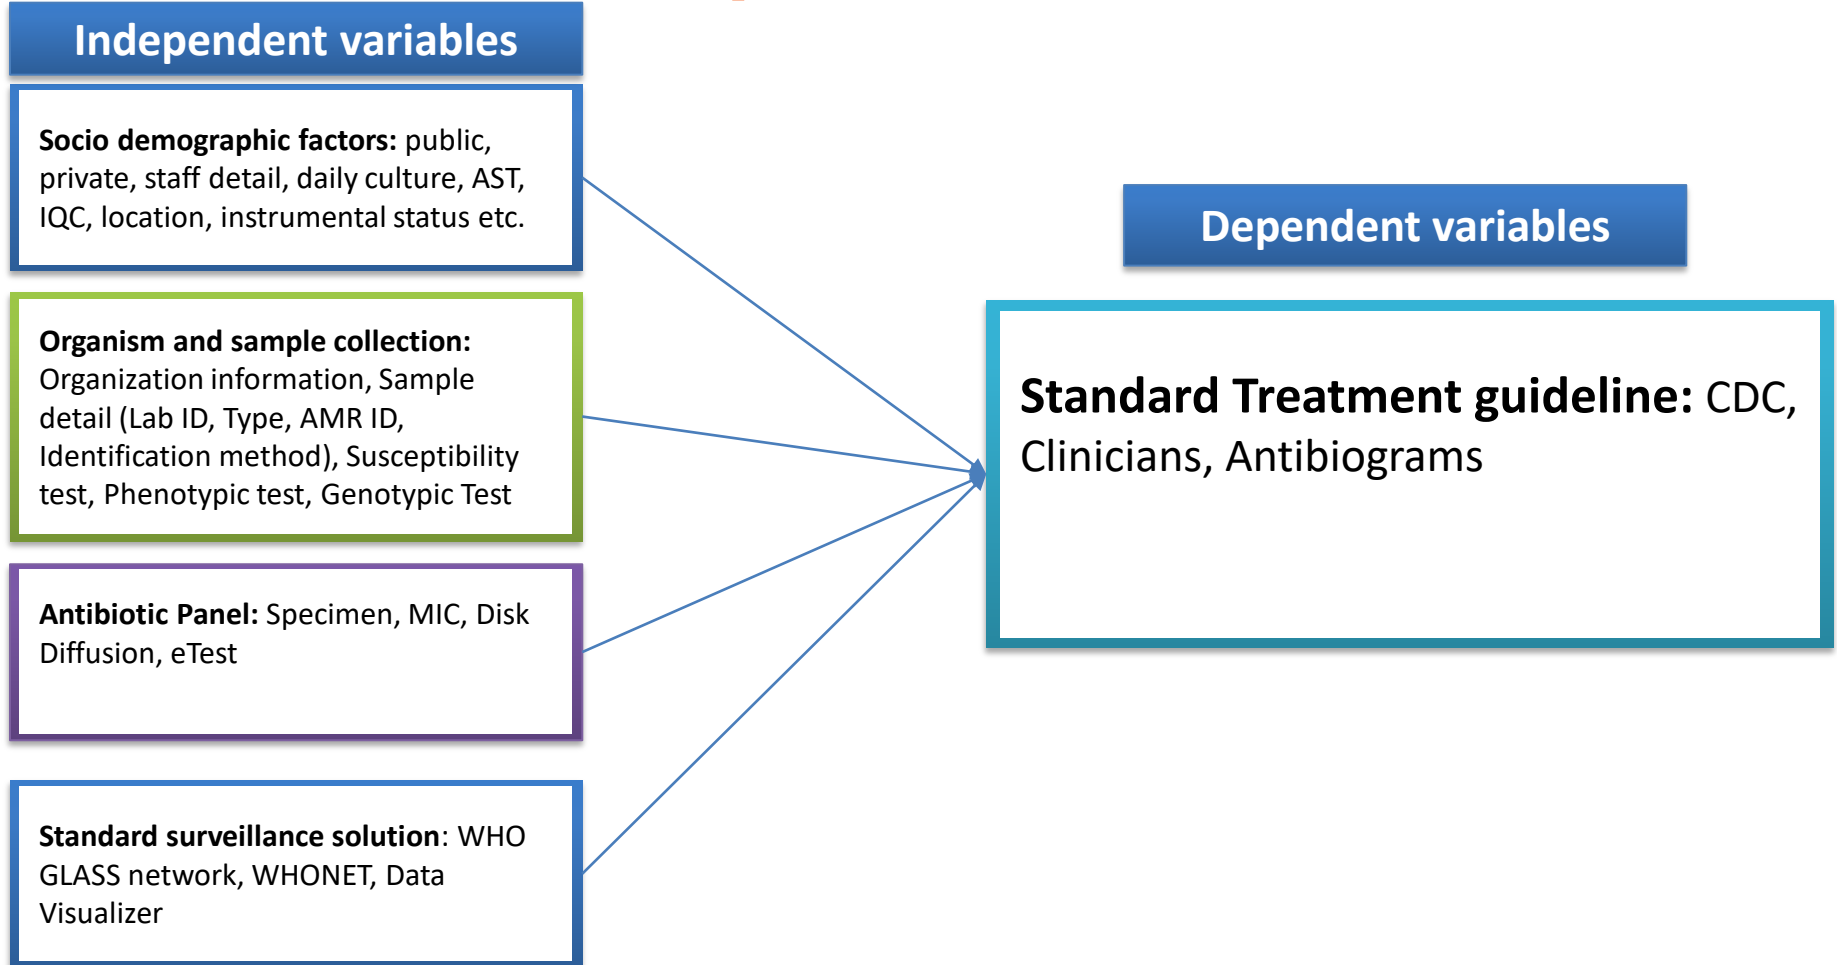 Independent variables
Socio demographic factors: public,
private, staff detail, daily culture, AST,
IQC, location, instrumental status etc.
Organism and sample collection:
Organization information, Sample
detail (Lab ID, Type, AMR ID,
Identification method), Susceptibility
test, Phenotypic test, Genotypic Test
Antibiotic Panel: Specimen, MIC, Disk
Diffusion, eTest
Standard surveillance solution: WHO
GLASS network, WHONET, Data
Visualizer
Dependent variables
Standard Treatment guideline: CDC,
Clinicians, Antibiograms